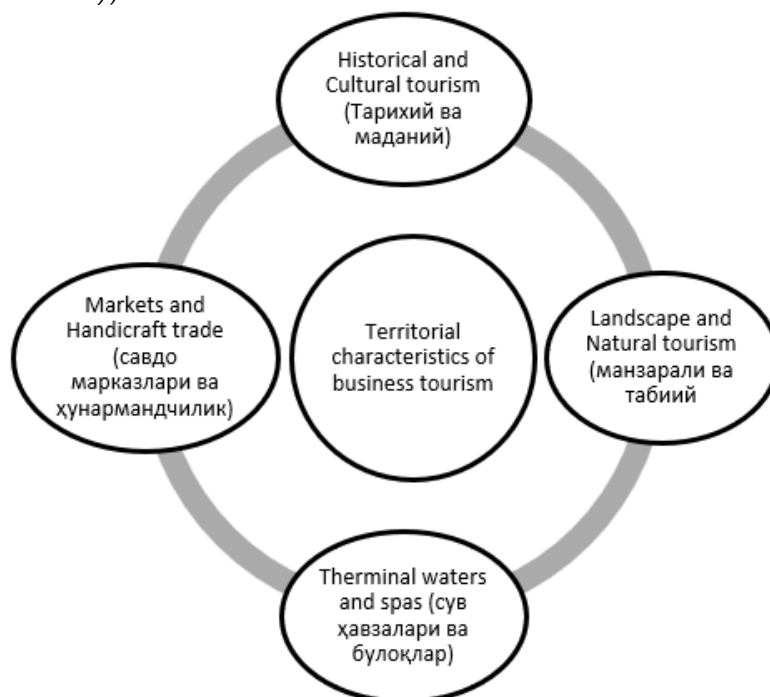 Historical and
Cultural tourism
(Тарихий ва
маданий)
Markets and
Handicraft trade
(савдо
марказлари ва
ҳунармандчилик)
Territorial
characteristics of
business tourism
Landscape and
Natural tourism
(манзарали ва
табиий
Therminal waters
and spas (сув
ҳавзалари ва
булоқлар)